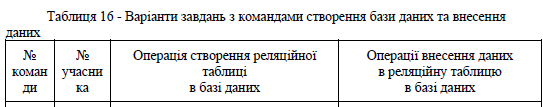 Таблиця 16 - Варіанти завдань з командами створення бази даних та внесення
даних
№
коман
ди
№
учасни
ка
Операція створення реляційної
таблиці
в базі даних
Операції внесення даних
в реляційну таблицю
в базі даних